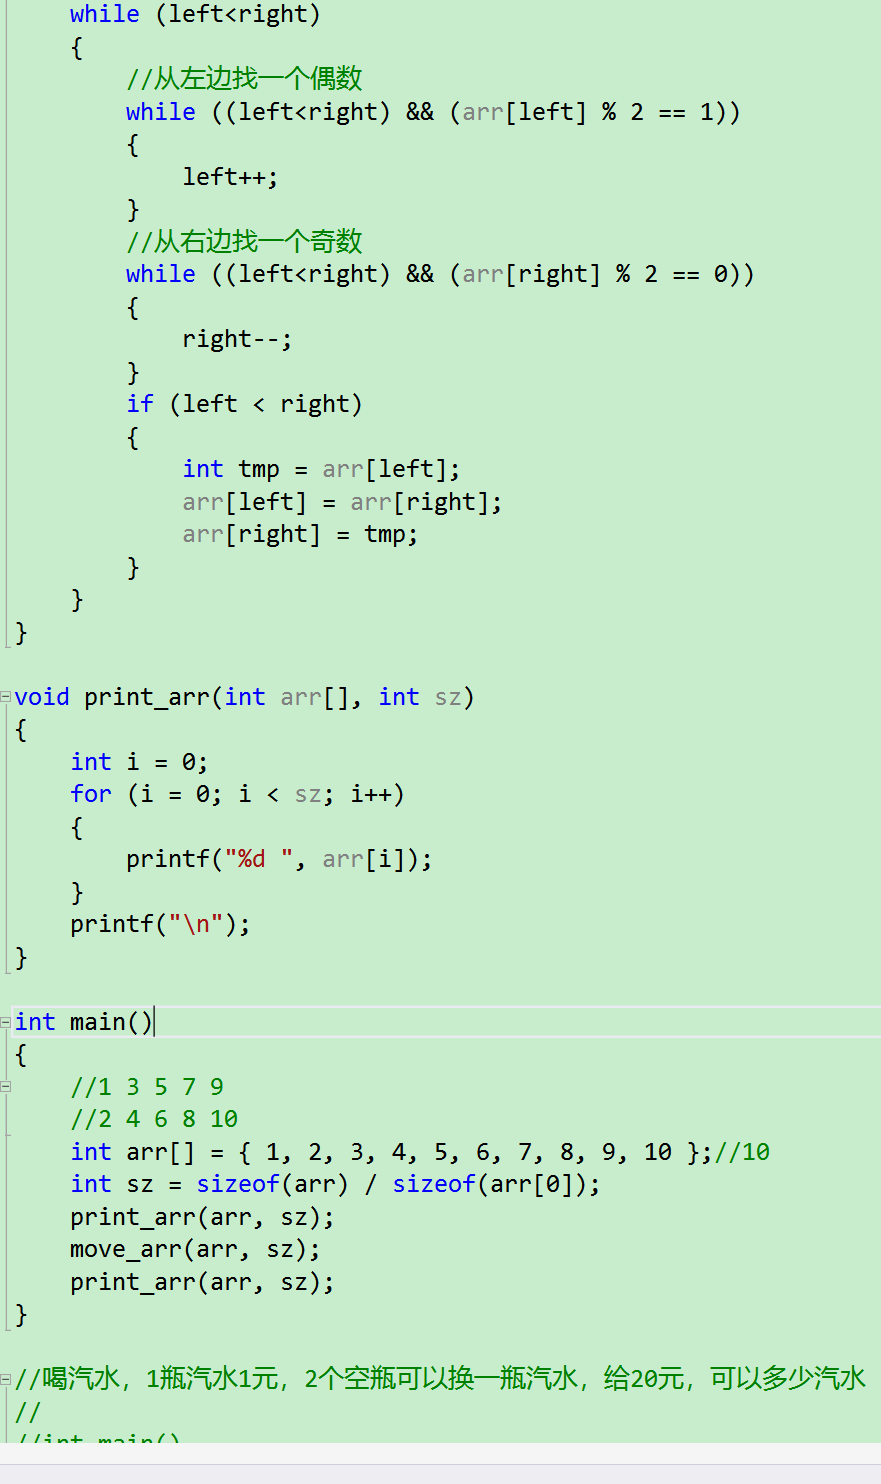 while (left<right)
{
//从左边找一个偶数
while ((left<right) && (arr[left] % 2 == 1))
{
left++;
}
//从右边找一个奇数
while ((left<right) && (arr[right] % 2 == 0))
{
right--;
}
if (left < right)
{
int tmp = arr[left];
arr[left] = arr[right];
arr[right] = tmp;
}
}
}
void print_arr(int arr[], int sz)
{
int i = 0;
for (i = 0; i < sz; i++)
{
printf("%d ", arr[i]);
}
printf("\n");
}
int main()
{
//1 3 5 7 9
//2 4 6 8 10
int arr[] = { 1, 2, 3, 4, 5, 6, 7, 8, 9, 10 };//10
int sz = sizeof(arr) / sizeof(arr[0]);
print_arr(arr, sz);
move_arr(arr, sz);
print_arr(arr, sz);
}
//喝汽水，1瓶汽水1元，2个空瓶可以换一瓶汽水，给20元，可以多少汽水
//
//int main()